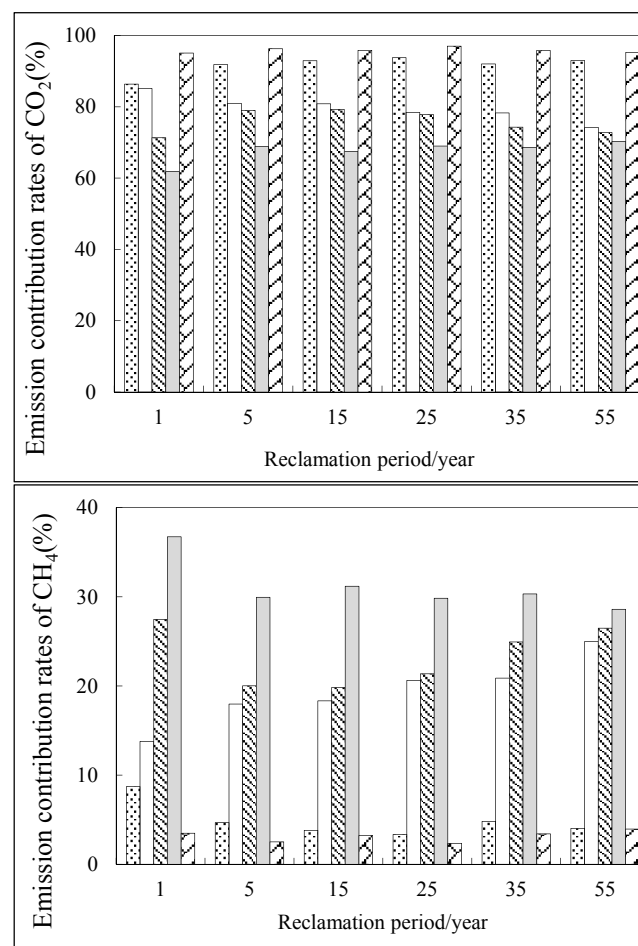 Emission contribution rates of CO₂(%)
100
80
60
40
20
0
1 5 15 25 35 55
Reclamation period/year
Emission contribution rates of CH₄(%)
40
30
20
10
0
1 5 15 25 35 55
Reclamation period/year